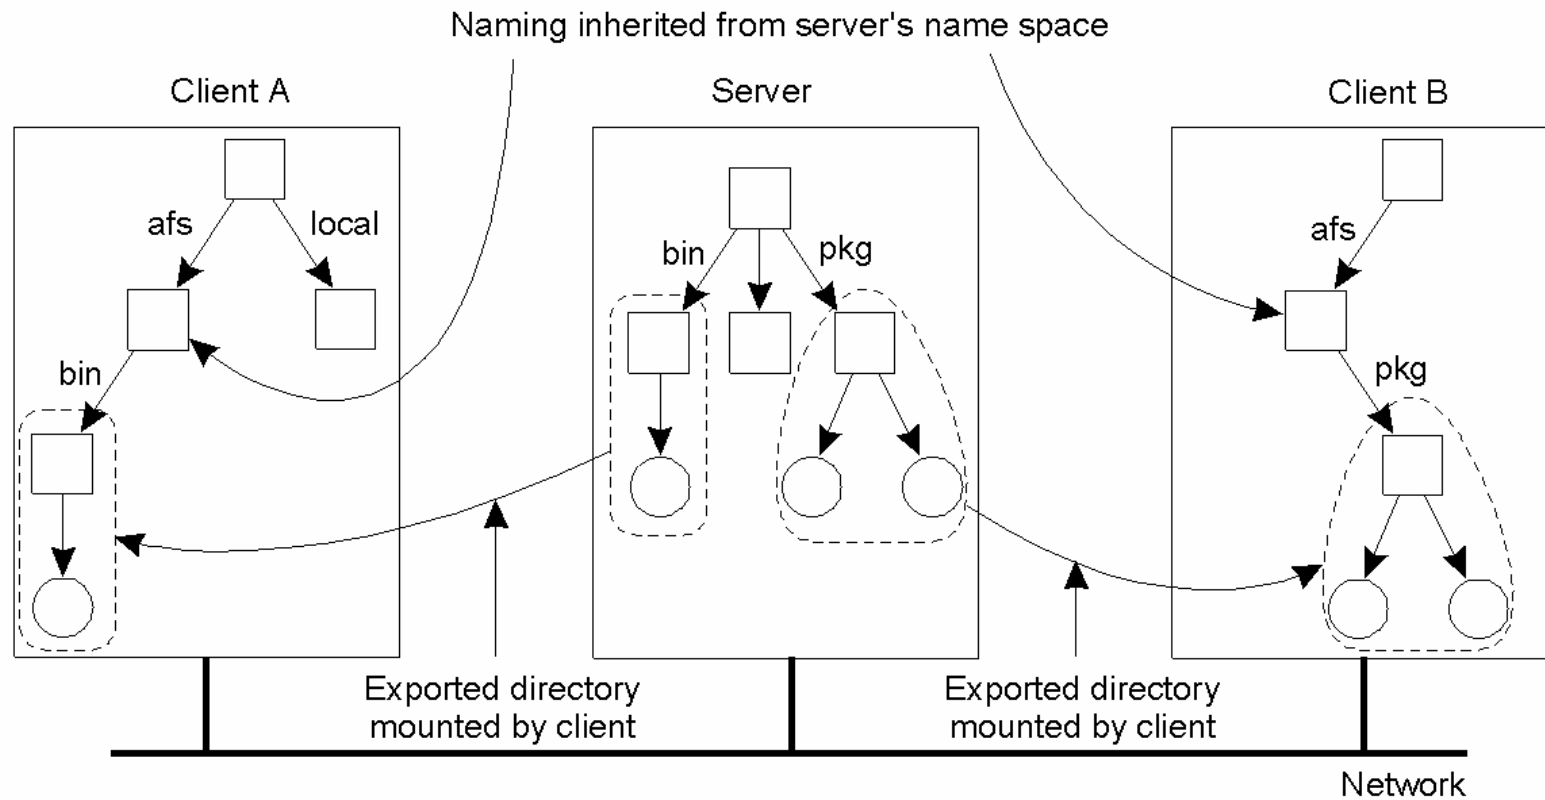 Naming inherited from server's name space
Client A
Server
Client B
afs
local
bin
bin
pkg
afs
pkg
Exported directory
mounted by client
Exported directory
mounted by client
Network